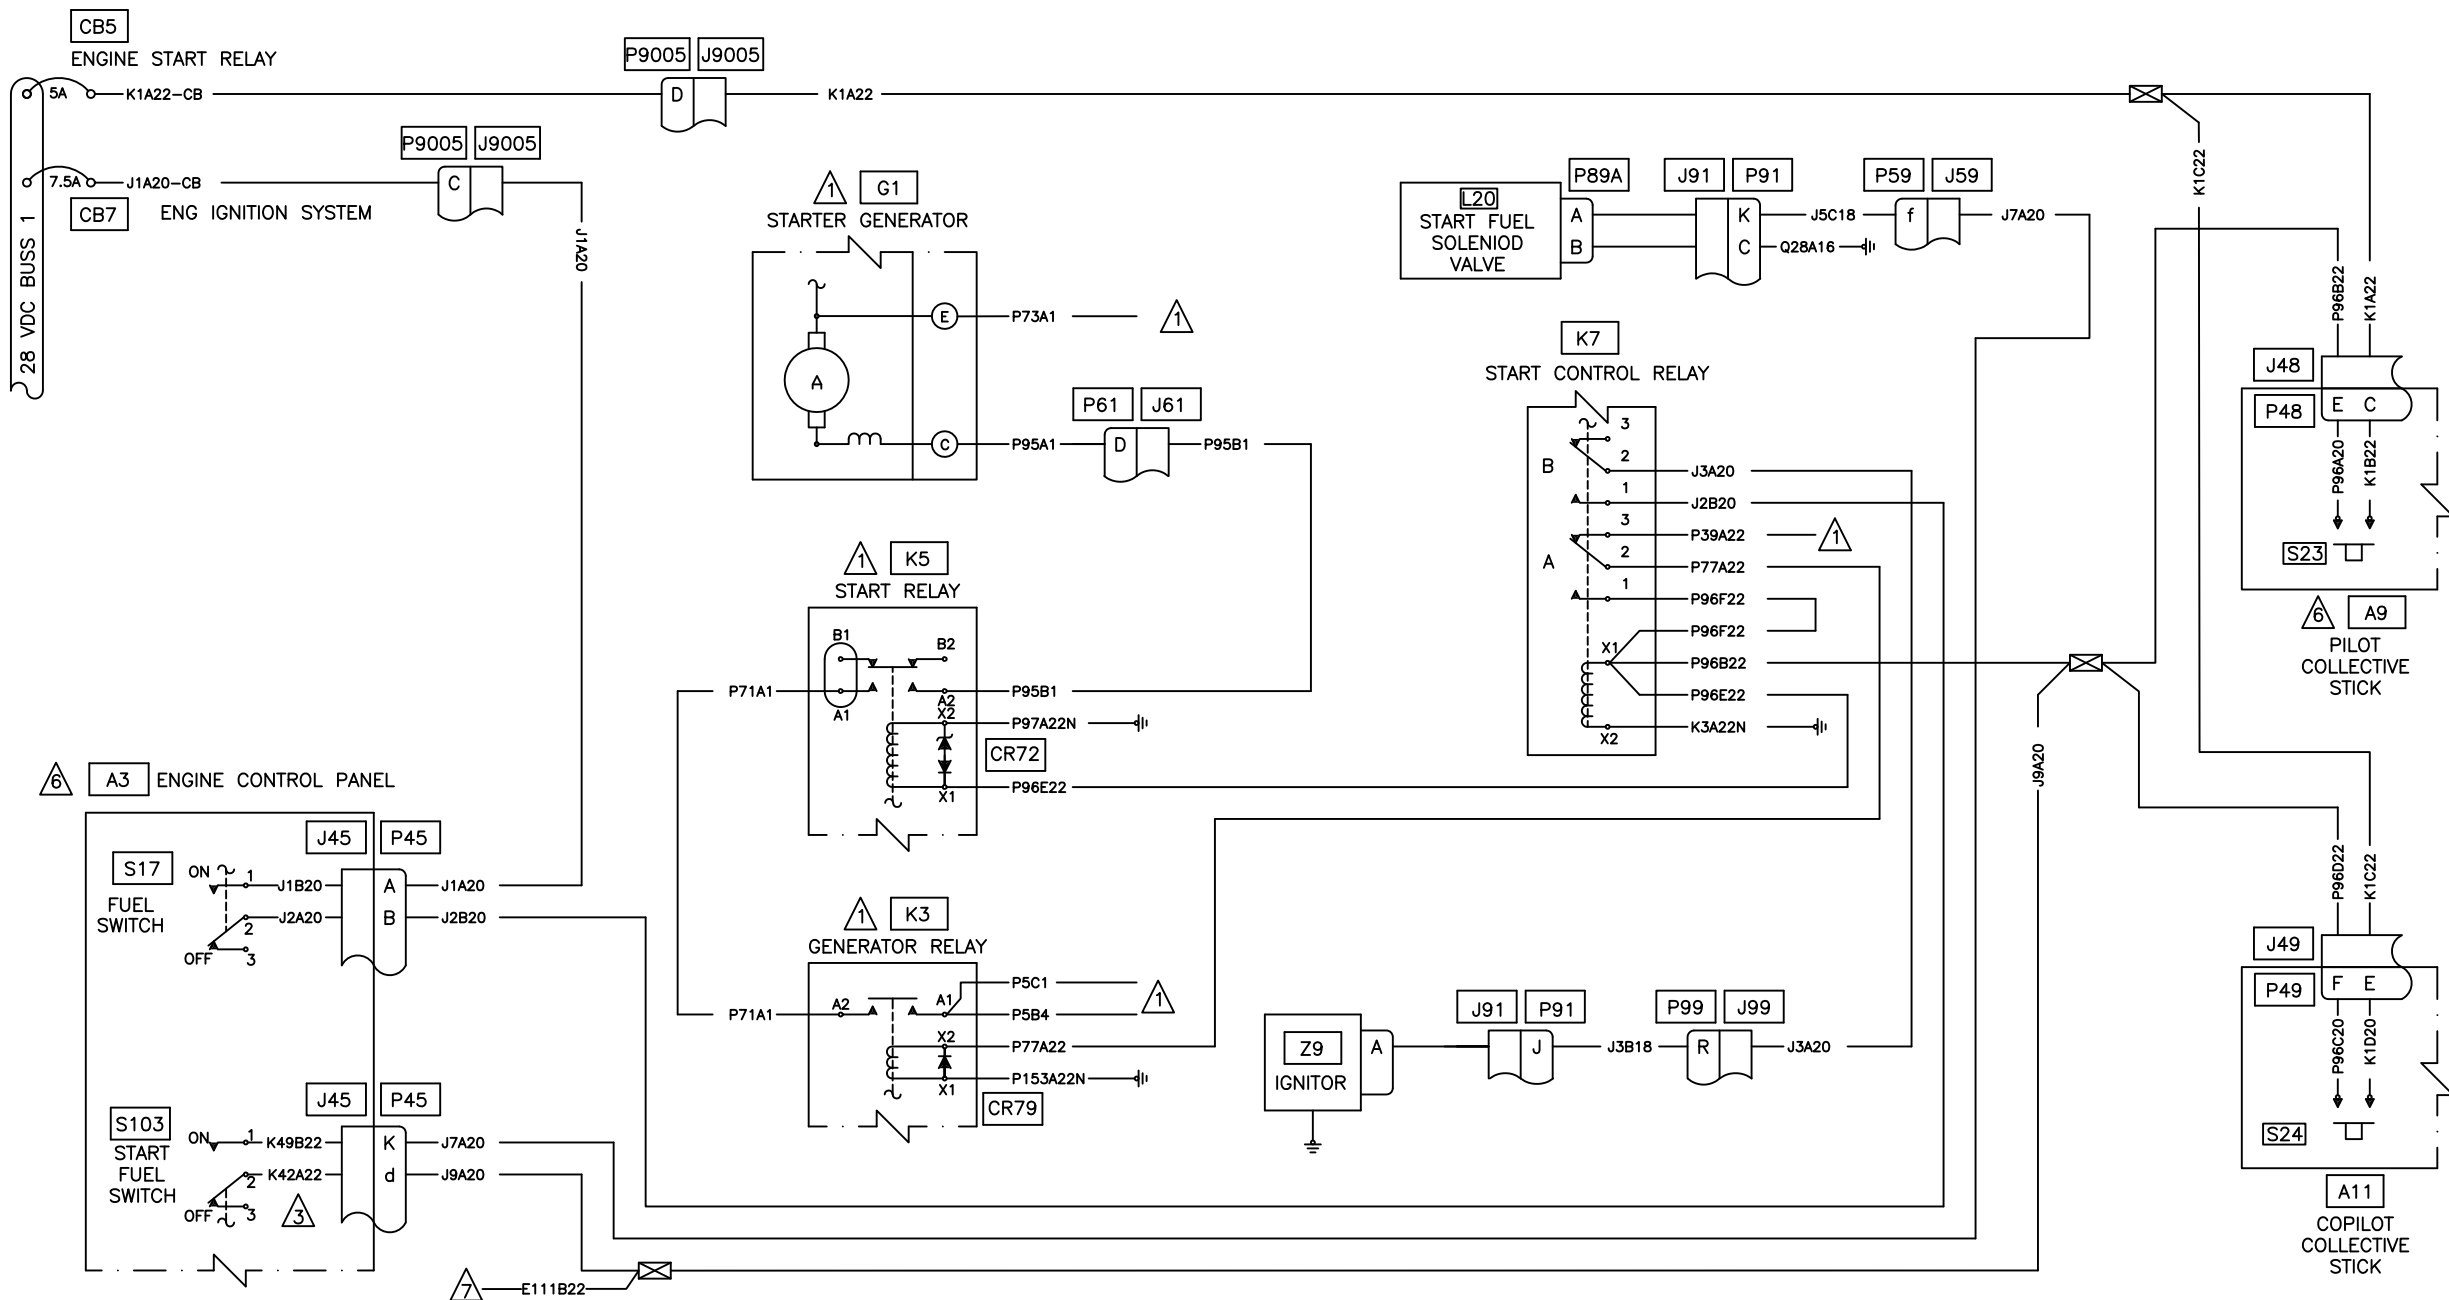 CB5
ENGINE START RELAY
5A
K1A22-CB
P9005
J9005
D
K1A22
7.5A
J1A20-CB
CB7
ENG IGNITION SYSTEM
P9005
J9005
C
J1A20
28 VDC BUSS 1
1
G1
STARTER GENERATOR
A
E
P73A1
1
C
P95A1
P61
J61
D
P95B1
L20
START FUEL
SOLENIOD
VALVE
P89A
A
B
J91
P91
K
C
J5C18
Q28A16
P59
J59
f
J7A20
K1C22
P96B22
K1A22
J48
P48
E
C
P96A20
K1B22
S23
6
A9
PILOT
COLLECTIVE
STICK
K7
START CONTROL RELAY
B
3
2
1
J3A20
J2B20
A
3
2
1
P39A22
1
P77A22
P96F22
P96F22
X1
P96B22
P96E22
X2
K3A22N
1
K5
START RELAY
B1
B2
A1
A2
P71A1
P95B1
X2
P97A22N
CR72
X1
P96E22
J9A20
6
A3
ENGINE CONTROL PANEL
S17
FUEL
SWITCH
ON
1
2
OFF
3
J1B20
J2A20
J45
P45
A
B
J1A20
J2B20
1
K3
GENERATOR RELAY
P71A1
A2
A1
P5C1
P5B4
1
X2
P77A22
X1
P153A22N
CR79
Z9
IGNITOR
A
J91
P91
J
J3B18
P99
J99
R
J3A20
P96D22
K1C22
J49
P49
F
E
P96C20
K1D20
S24
A11
COPILOT
COLLECTIVE
STICK
S103
START
FUEL
SWITCH
ON
1
2
OFF
3
K49B22
K42A22
3
J45
P45
K
d
J7A20
J9A20
7
E111B22